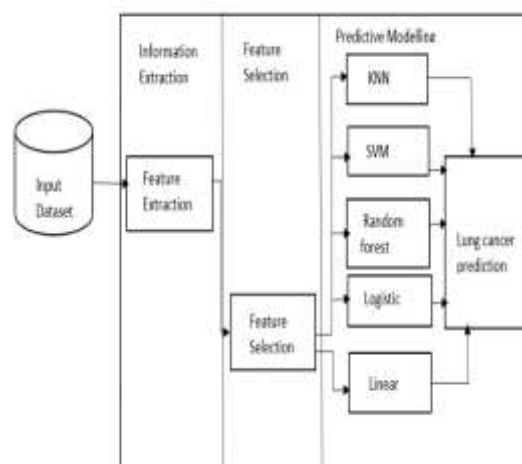 Information
Extraction
Feature
Selection
Predictive Modelline
KNN
Input
Dataset
Feature
Extraction
SVM
Random
forest
Lung cancer
prediction
Feature
Selection
Logistic
Linear